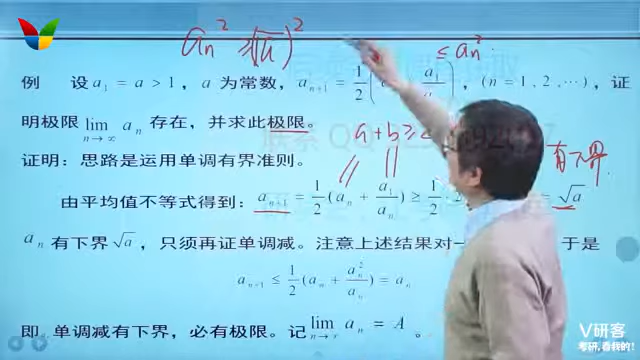 an² ≥ (√a)²
≤ an²
例 设 a₁ = a > 1，a 为常数，aₙ₊₁ = 1/2 ( a₁ ，(n = 1, 2, ⋯)，证
明极限 lim n→∞ aₙ 存在，并求此极限。
a+b≥
有下界
证明：思路是运用单调有界准则。
由平均值不等式得到：aₙ₊₁ = 1/2 (aₙ + a₁/aₙ) ≥ 1/2 · 2 = √a
aₙ 有下界 √a，只须再证单调减。注意上述结果对一 于是
aₙ₊₁ ≤ 1/2 (aₙ + aₙ²/aₙ) = aₙ
即，单调减有下界，必有极限。记 lim n→∞ aₙ = A 。
V研客
考研,看我的!